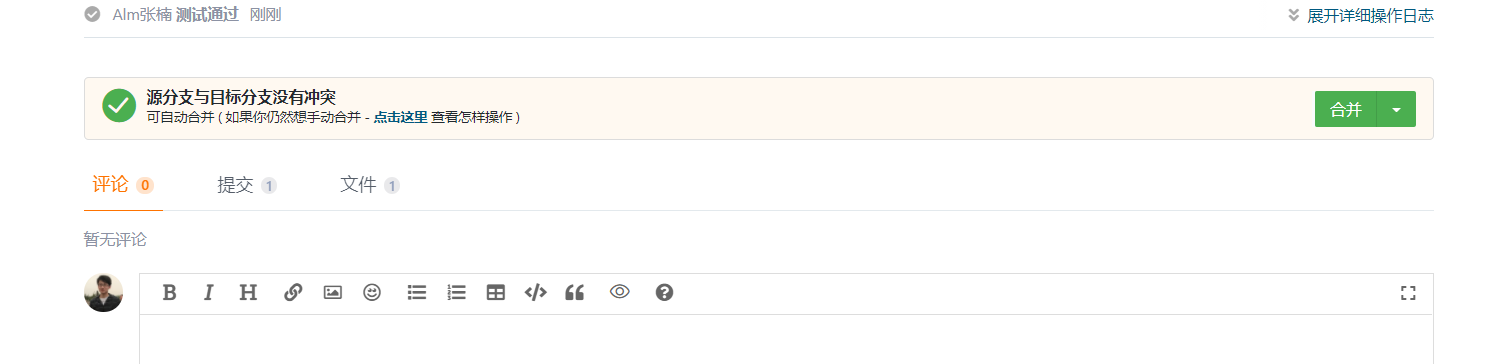 Alm张楠 测试通过 刚刚 展开详细操作日志
源分支与目标分支没有冲突
可自动合并 ( 如果你仍然想手动合并 - 点击这里 查看怎样操作 )
合并
评论 0 提交 1 文件 1
暂无评论
B I H